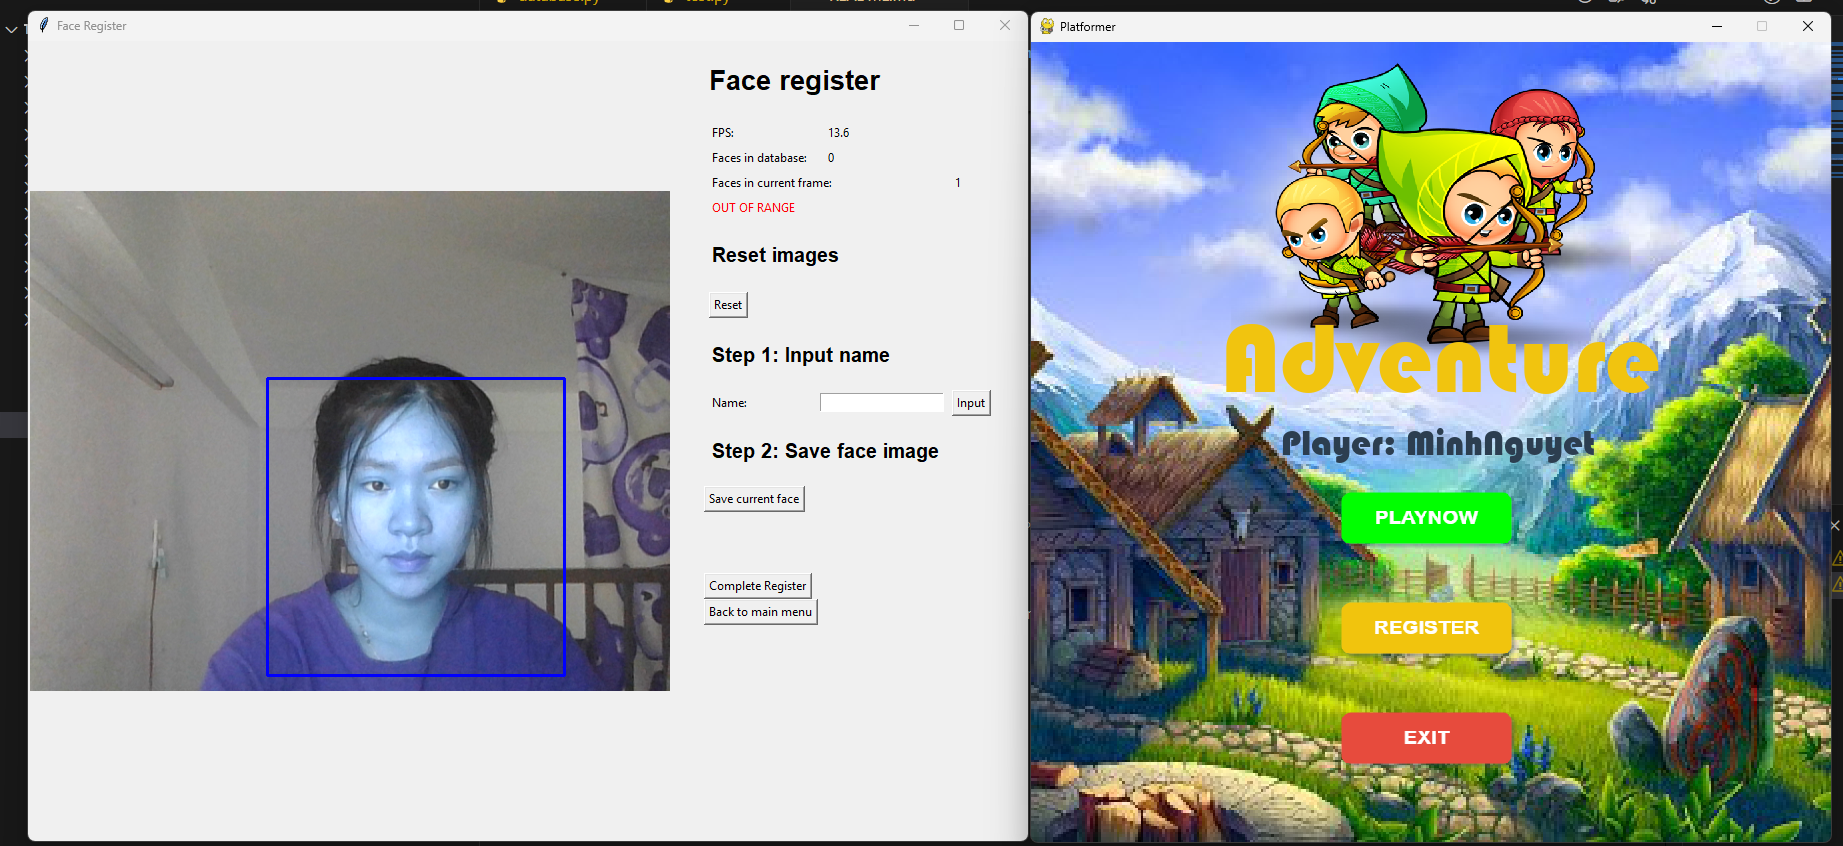 Face Register
Face register
FPS: 13.6
Faces in database: 0
Faces in current frame: 1
OUT OF RANGE
Reset images
Reset
Step 1: Input name
Name: Input
Step 2: Save face image
Save current face
Complete Register
Back to main menu
Platformer
Adventure
Player: MinhNguyet
PLAYNOW
REGISTER
EXIT